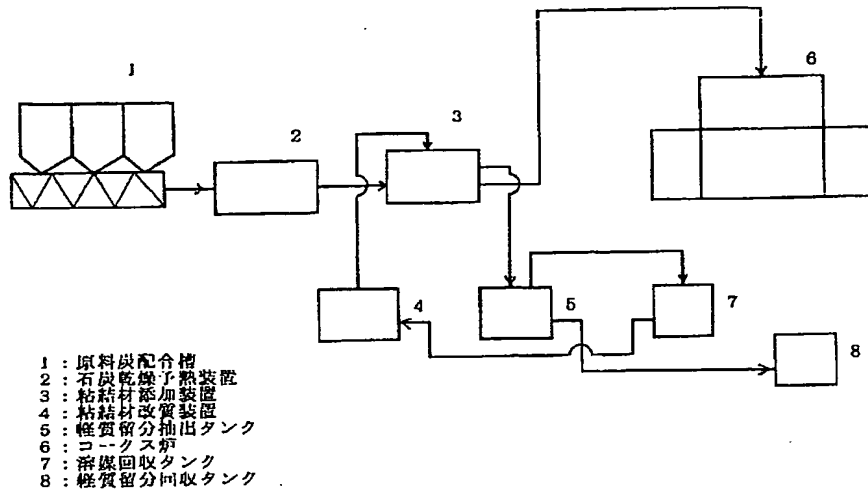 1
2
3
4
5
6
7
8
1 : 原料炭配合槽
2 : 石炭乾燥予熱装置
3 : 粘結材添加装置
4 : 粘結材改質装置
5 : 軽質留分抽出タンク
6 : コークス炉
7 : 溶媒回収タンク
8 : 軽質留分回収タンク